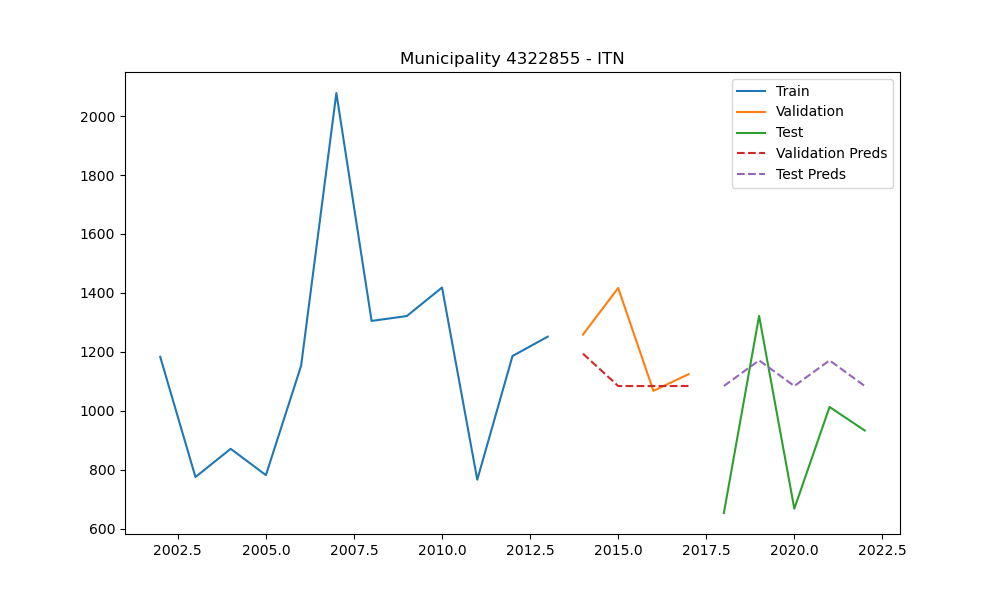 Municipality 4322855 - ITN
Train
Validation
Test
Validation Preds
Test Preds
2000
1800
1600
1400
1200
1000
800
600
2002.5 2005.0 2007.5 2010.0 2012.5 2015.0 2017.5 2020.0 2022.5